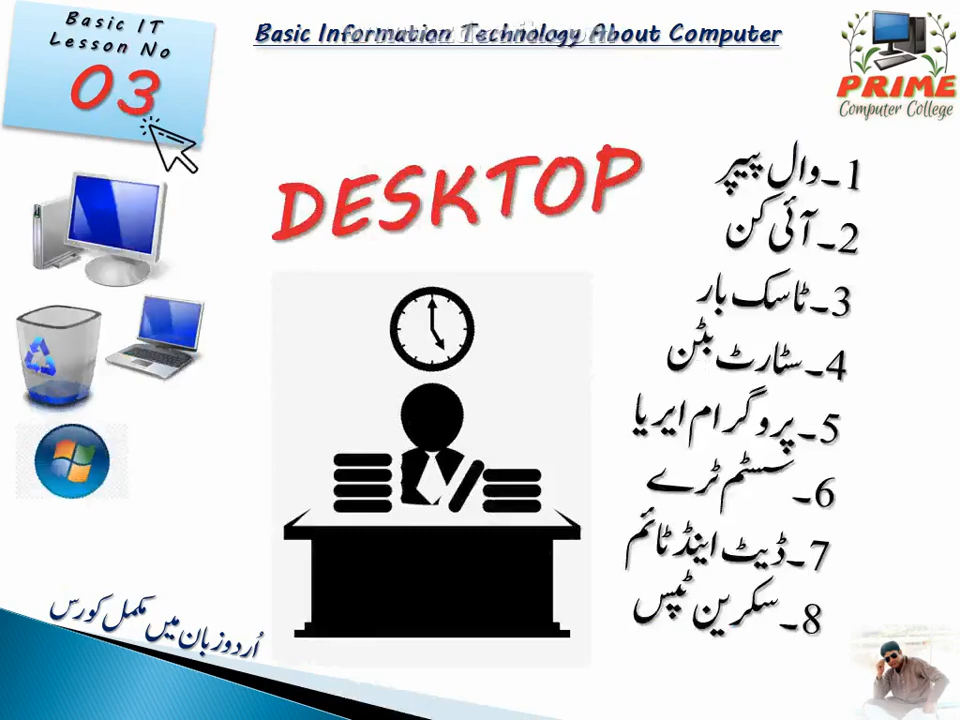 Basic IT
Lesson No
03
Basic Information Technology About Computer
PRIME
Computer College
DESKTOP
1۔وال پیپر
2۔آئی کن
3۔ٹاسک بار
4۔سٹارٹ بٹن
5۔پروگرام ایریا
6۔سسٹم ٹرے
7۔ڈیٹ اینڈ ٹائم
8۔سکرین ٹپس
اُردو زبان میں مکمل کورس